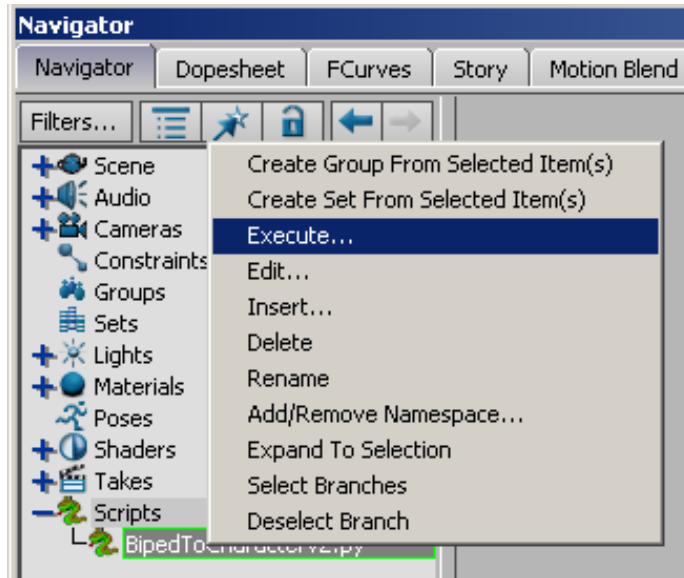 Navigator
Navigator Dopesheet FCurves Story Motion Blend
Filters...
Scene
Audio
Cameras
Constraints
Groups
Sets
Lights
Materials
Poses
Shaders
Takes
Scripts
BipedToCharacterV2.py
Create Group From Selected Item(s)
Create Set From Selected Item(s)
Execute...
Edit...
Insert...
Delete
Rename
Add/Remove Namespace...
Expand To Selection
Select Branches
Deselect Branch